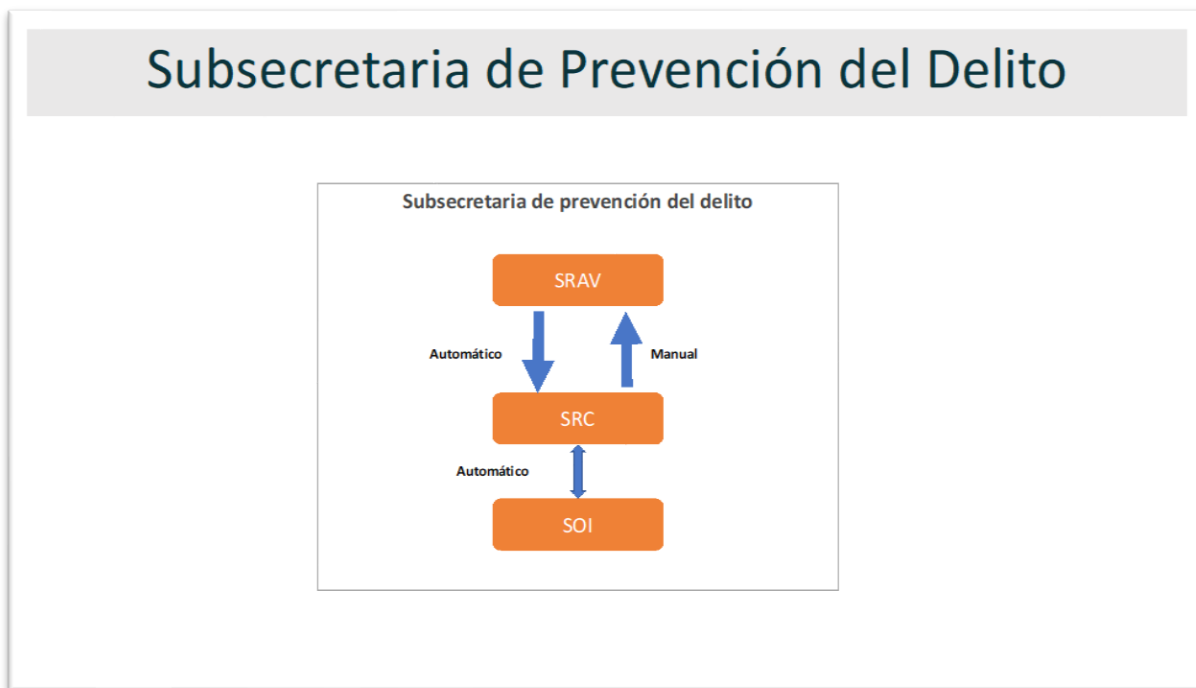 Subsecretaria de Prevención del Delito
Subsecretaria de prevención del delito
SRAV
Automático
Manual
SRC
Automático
SOI